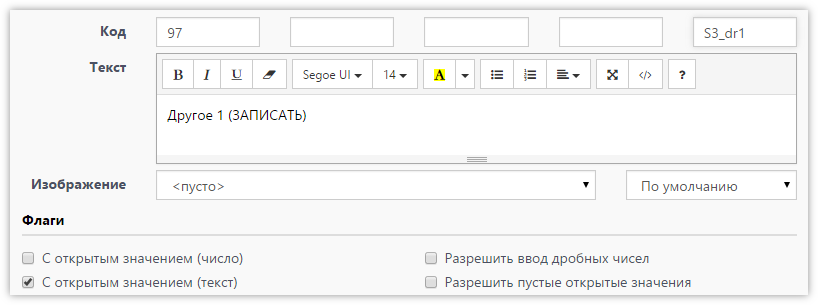 Код 97 S3_dr1
Текст B I U Segoe UI 14 A </> ?
Другое 1 (ЗАПИСАТЬ)
Изображение <пусто> По умолчанию
Флаги
С открытым значением (число) Разрешить ввод дробных чисел
С открытым значением (текст) Разрешить пустые открытые значения